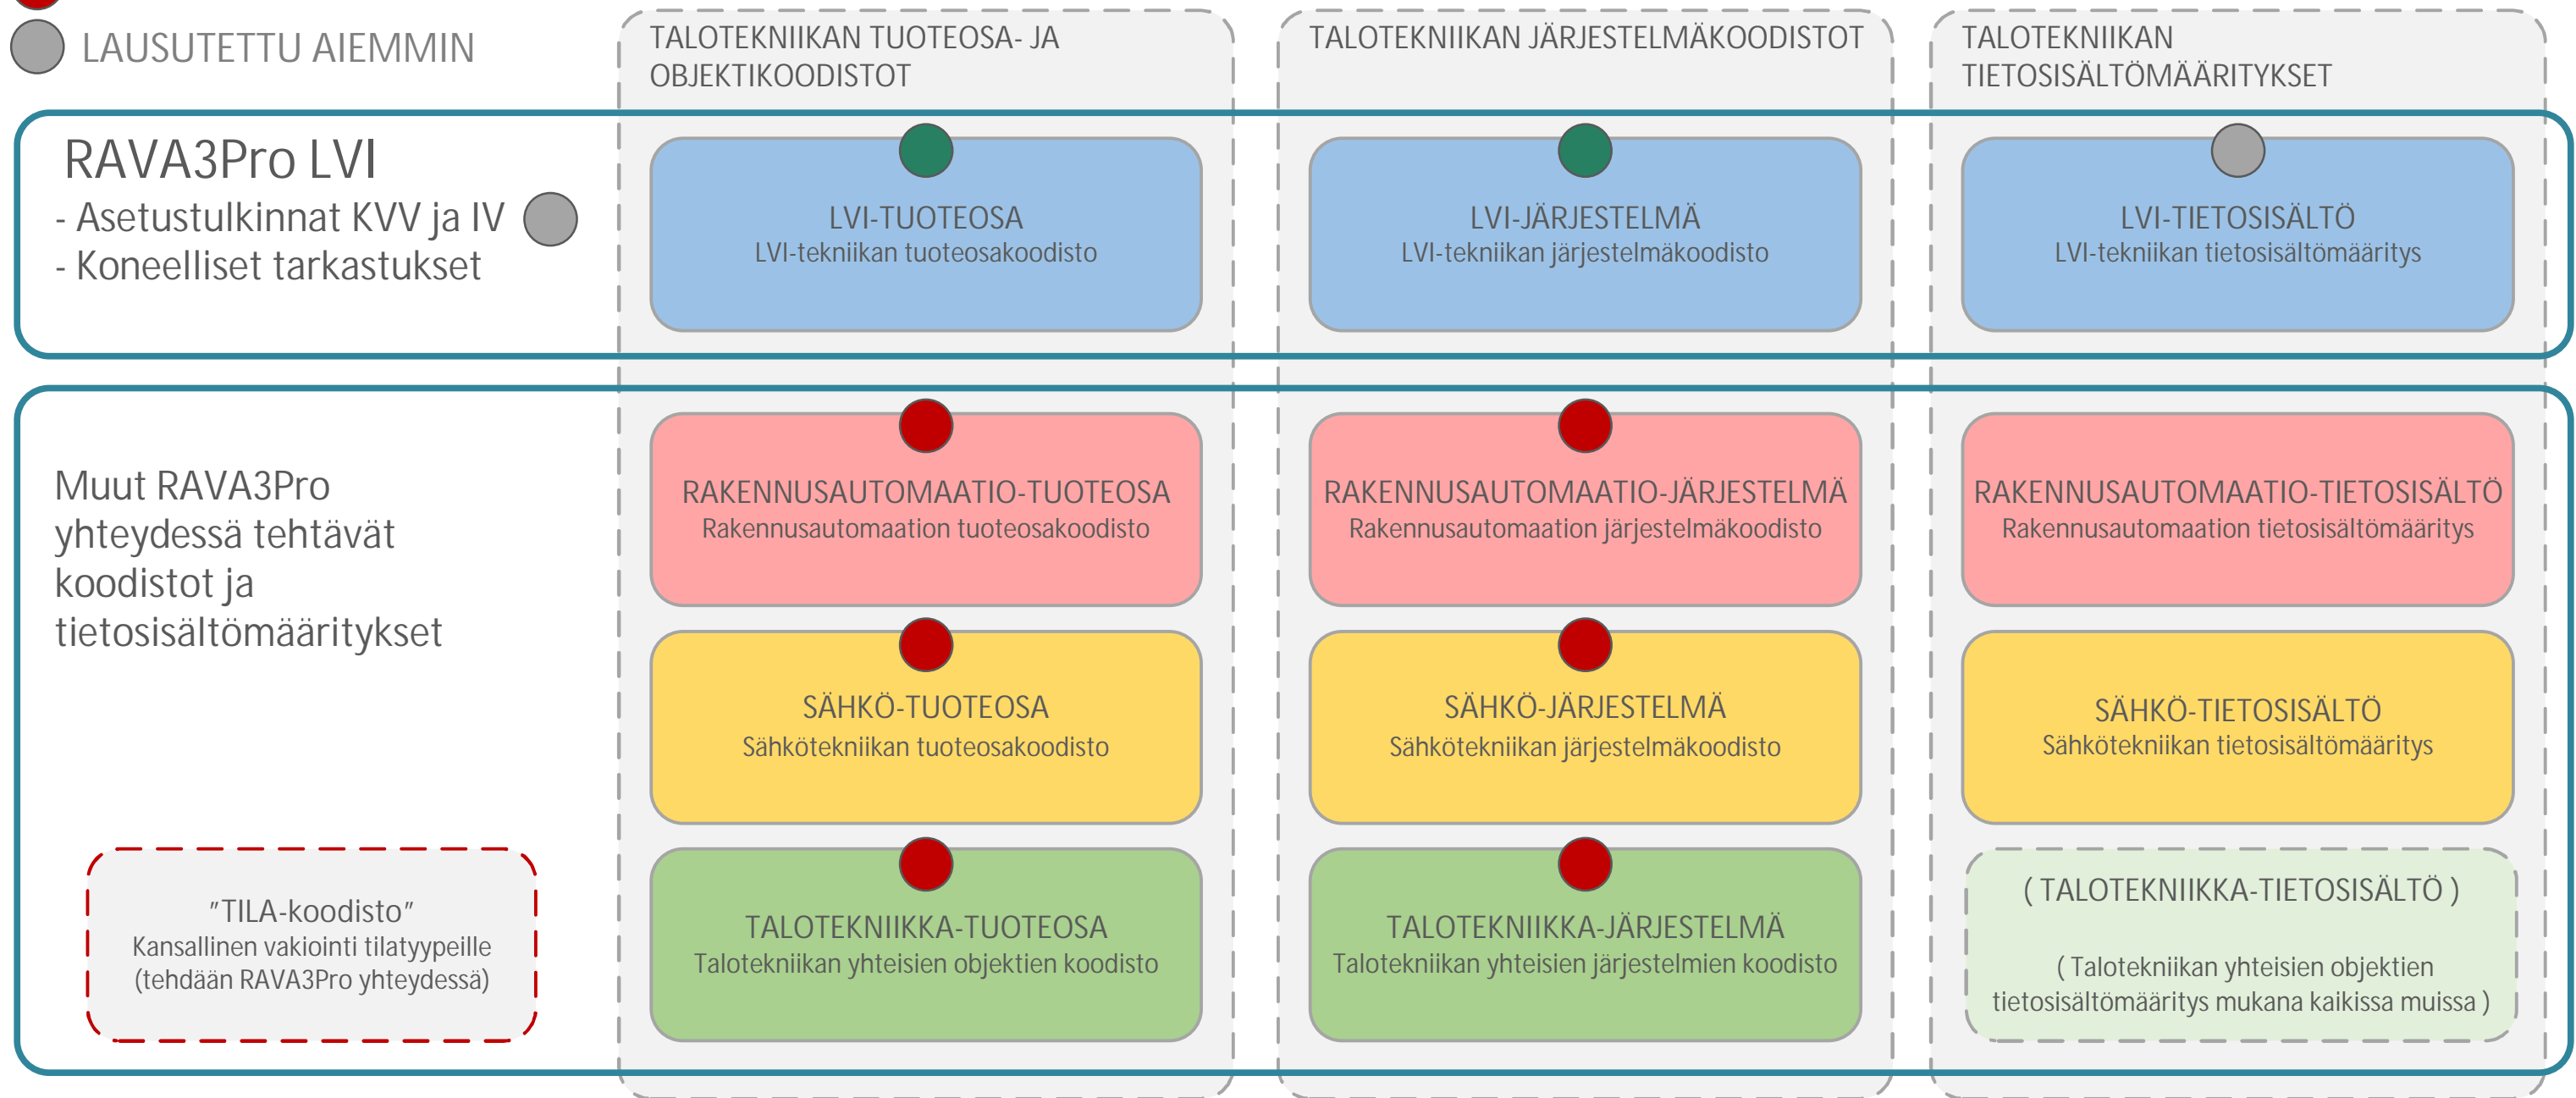 LAUSUTETTU AIEMMIN
TALOTEKNIIKAN TUOTEOSA- JA
OBJEKTIKOODISTOT
TALOTEKNIIKAN JÄRJESTELMÄKOODISTOT
TALOTEKNIIKAN
TIETOSISÄLTÖMÄÄRITYKSET
RAVA3Pro LVI
- Asetustulkinnat KVV ja IV
- Koneelliset tarkastukset
LVI-TUOTEOSA
LVI-tekniikan tuoteosakoodisto
LVI-JÄRJESTELMÄ
LVI-tekniikan järjestelmäkoodisto
LVI-TIETOSISÄLTÖ
LVI-tekniikan tietosisältömääritys
Muut RAVA3Pro
yhteydessä tehtävät
koodistot ja
tietosisältömääritykset
RAKENNUSAUTOMAATIO-TUOTEOSA
Rakennusautomaation tuoteosakoodisto
RAKENNUSAUTOMAATIO-JÄRJESTELMÄ
Rakennusautomaation järjestelmäkoodisto
RAKENNUSAUTOMAATIO-TIETOSISÄLTÖ
Rakennusautomaation tietosisältömääritys
SÄHKÖ-TUOTEOSA
Sähkötekniikan tuoteosakoodisto
SÄHKÖ-JÄRJESTELMÄ
Sähkötekniikan järjestelmäkoodisto
SÄHKÖ-TIETOSISÄLTÖ
Sähkötekniikan tietosisältömääritys
"TILA-koodisto"
Kansallinen vakiointi tilatyypeille
(tehdään RAVA3Pro yhteydessä)
TALOTEKNIIKKA-TUOTEOSA
Talotekniikan yhteisien objektien koodisto
TALOTEKNIIKKA-JÄRJESTELMÄ
Talotekniikan yhteisien järjestelmien koodisto
( TALOTEKNIIKKA-TIETOSISÄLTÖ )
( Talotekniikan yhteisien objektien
tietosisältömääritys mukana kaikissa muissa )